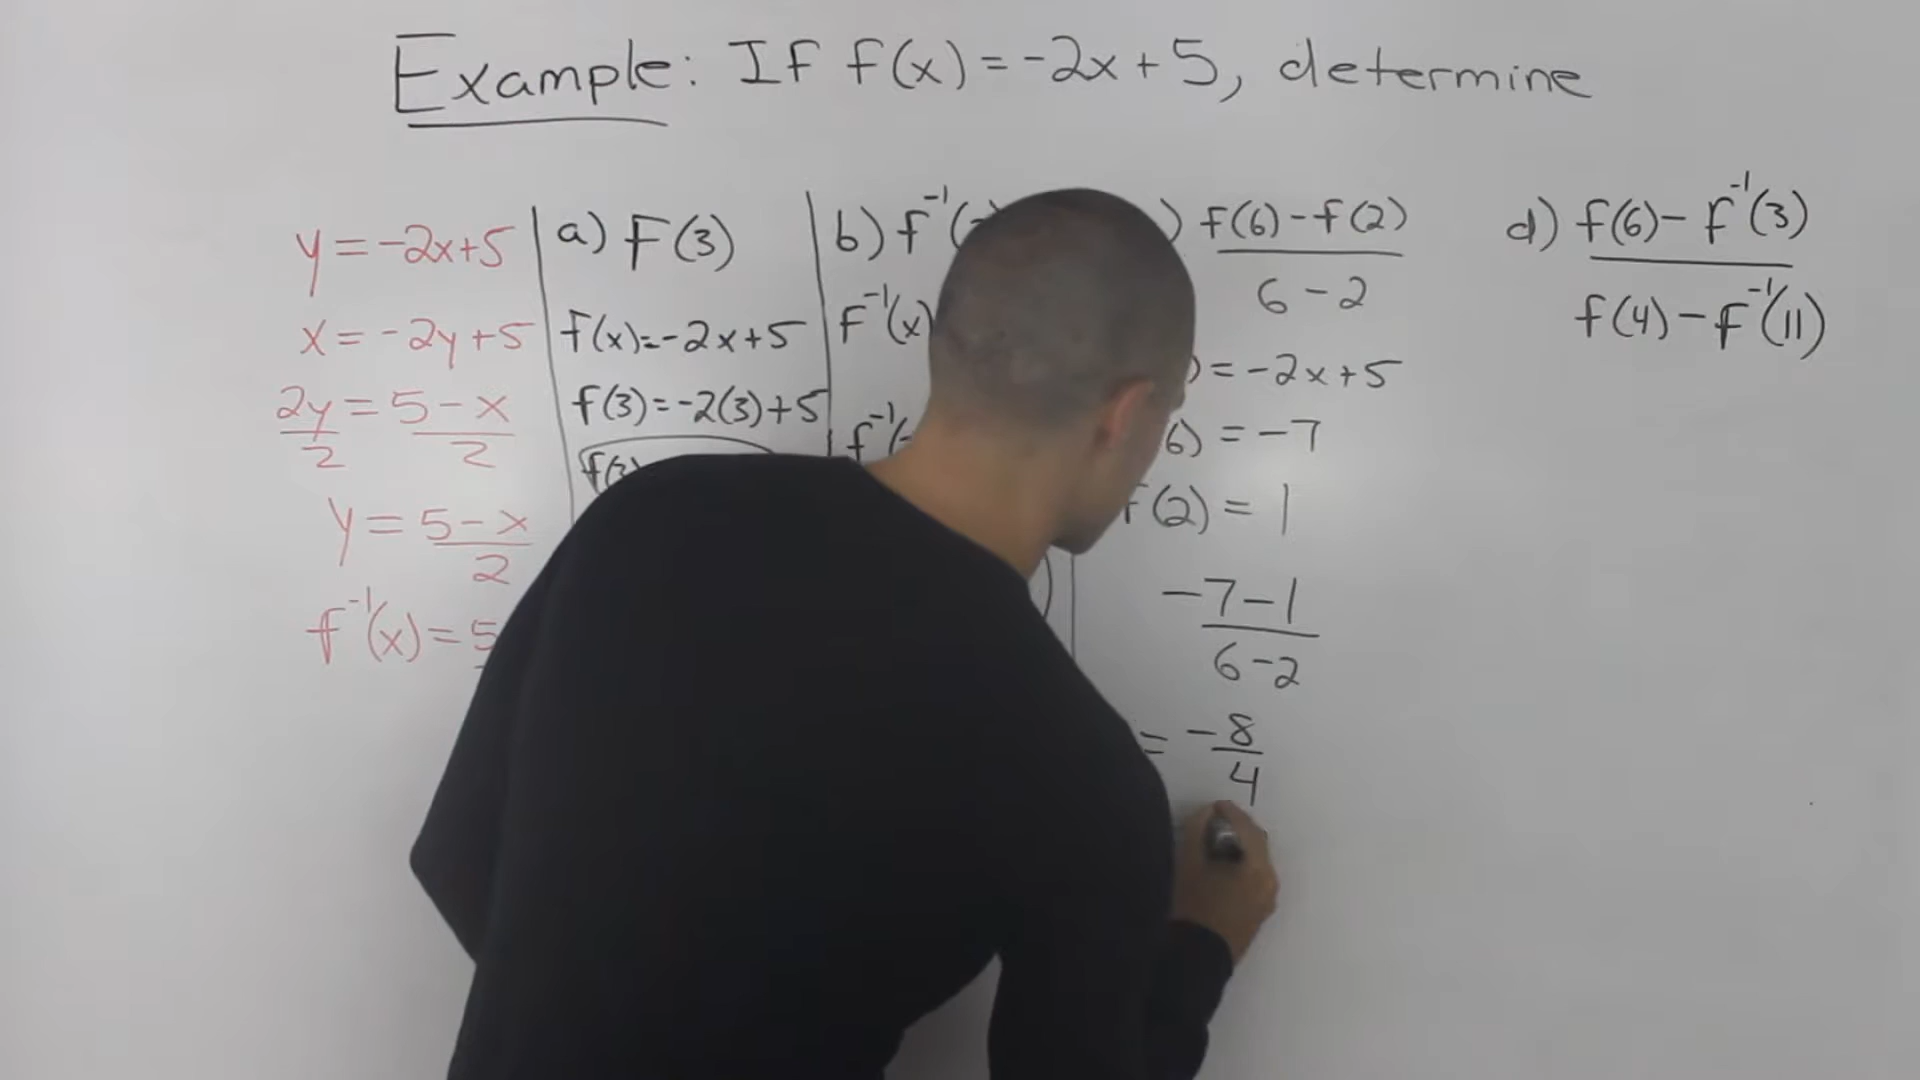 Example: If f(x) = -2x + 5, determine
y = -2x+5
x = -2y + 5
2y = 5 - x
2 2
y = 5 - x
2
f⁻¹(x) = 5
a) F(3)
f(x) = -2x + 5
f(3) = -2(3) + 5
b) f⁻¹(
F⁻¹(x)
f⁻¹(-
) f(6) - f(2)
6 - 2
) = -2x + 5
6) = -7
f(2) = 1
-7 - 1
6 - 2
= -8
4
d) f(6) - f⁻¹(3)
f(4) - f⁻¹(11)